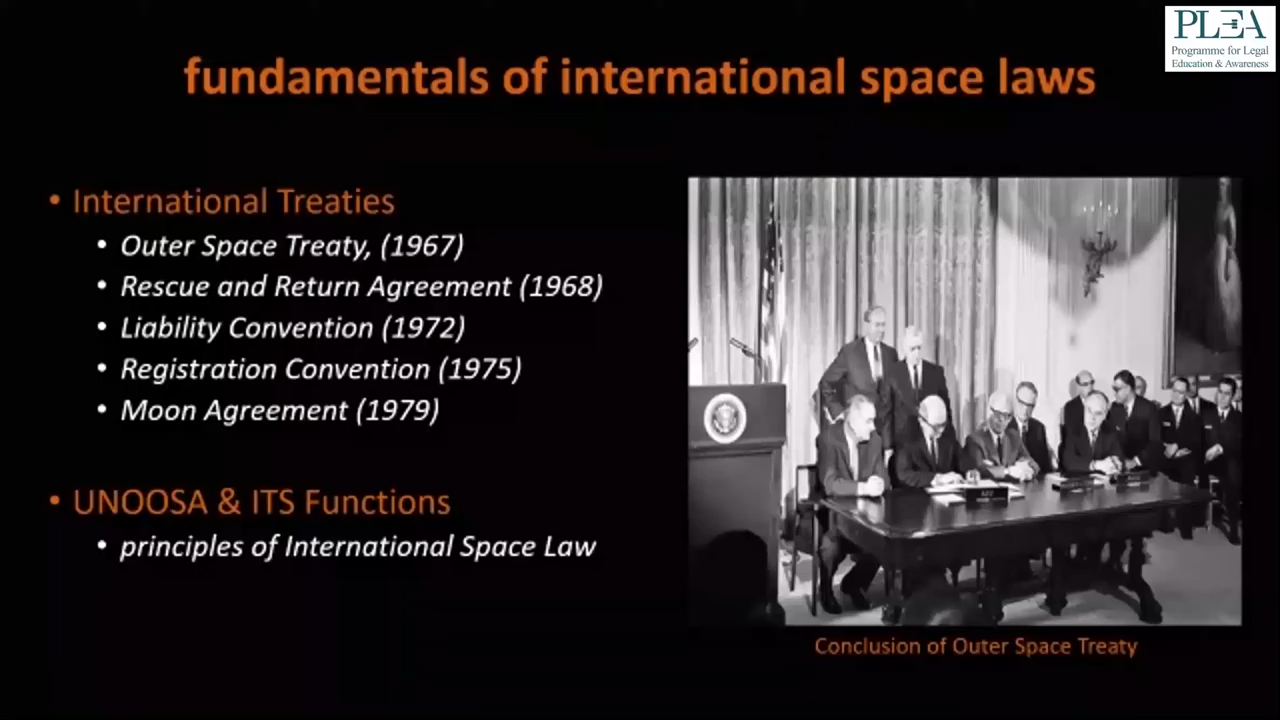 PLEA
Programme for Legal
Education & Awareness
fundamentals of international space laws
• International Treaties
• Outer Space Treaty, (1967)
• Rescue and Return Agreement (1968)
• Liability Convention (1972)
• Registration Convention (1975)
• Moon Agreement (1979)
• UNOOSA & ITS Functions
• principles of International Space Law
Conclusion of Outer Space Treaty